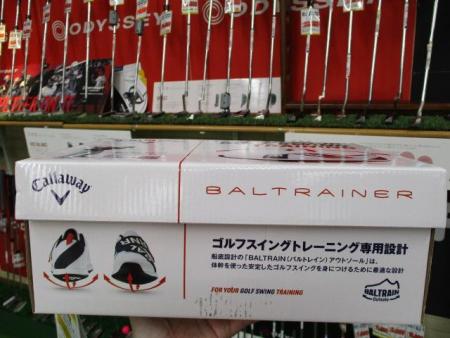 ODYSSEY
OD
Callaway
BALTRAINER
ゴルフスイングトレーニング専用設計
船底設計の「BALTRAIN(バルトレイン)アウトソール」は、
体幹を使った安定したゴルフスイングを身につけるために最適な設計
FOR YOUR GOLF SWING TRAINING
BALTRAIN